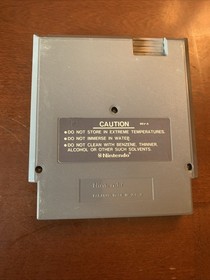 CAUTION
● DO NOT STORE IN EXTREME TEMPERATURES.
● DO NOT IMMERSE IN WATER.
● DO NOT CLEAN WITH BENZENE, THINNER,
ALCOHOL OR OTHER SUCH SOLVENTS.
Nintendo